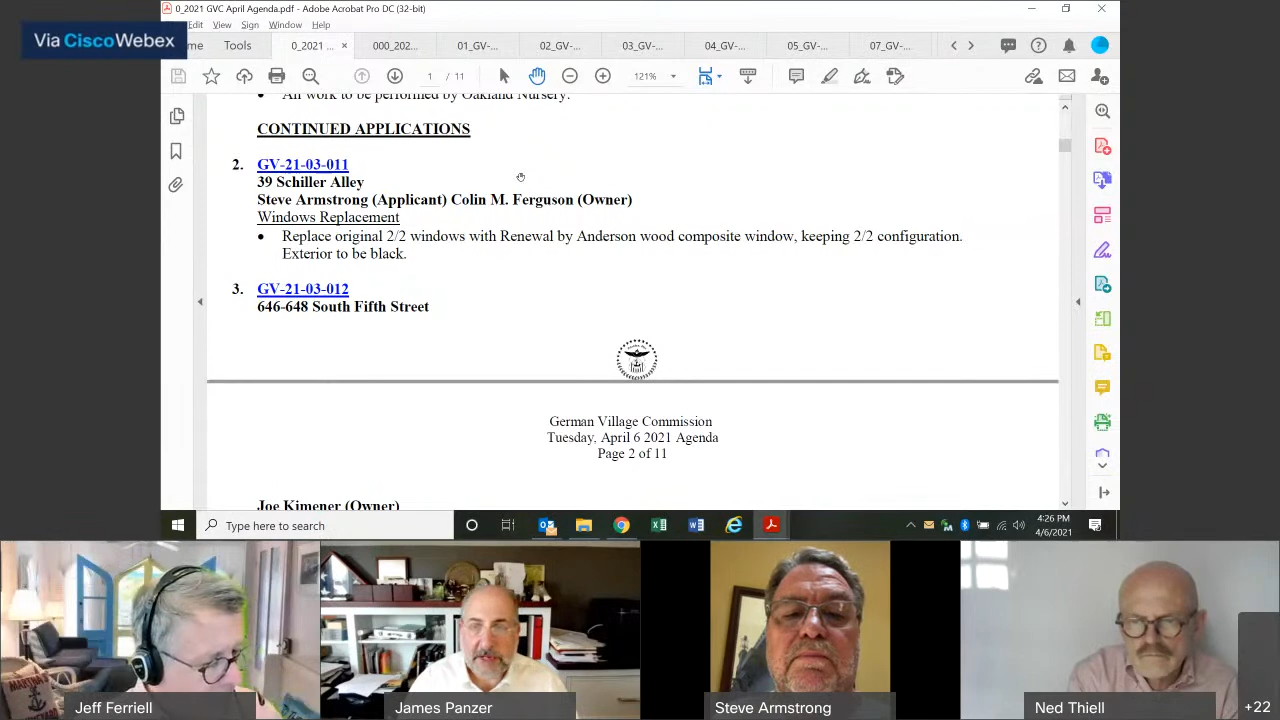 0_2021 GVC April Agenda.pdf - Adobe Acrobat Pro DC (32-bit)
Edit View Sign Window Help
Via CiscoWebex
Tools 0_2021 ... × 000_202... 01_GV-... 02_GV-... 03_GV-... 04_GV-... 05_GV-... 07_GV-...
1 / 11 121%
All work to be performed by Oakland Nursery.
CONTINUED APPLICATIONS
2. GV-21-03-011
39 Schiller Alley
Steve Armstrong (Applicant) Colin M. Ferguson (Owner)
Windows Replacement
• Replace original 2/2 windows with Renewal by Anderson wood composite window, keeping 2/2 configuration.
Exterior to be black.
3. GV-21-03-012
646-648 South Fifth Street
German Village Commission
Tuesday, April 6 2021 Agenda
Page 2 of 11
Joe Kimener (Owner)
Type here to search
4:26 PM
4/6/2021
Jeff Ferriell
James Panzer
Steve Armstrong
Ned Thiell
+22